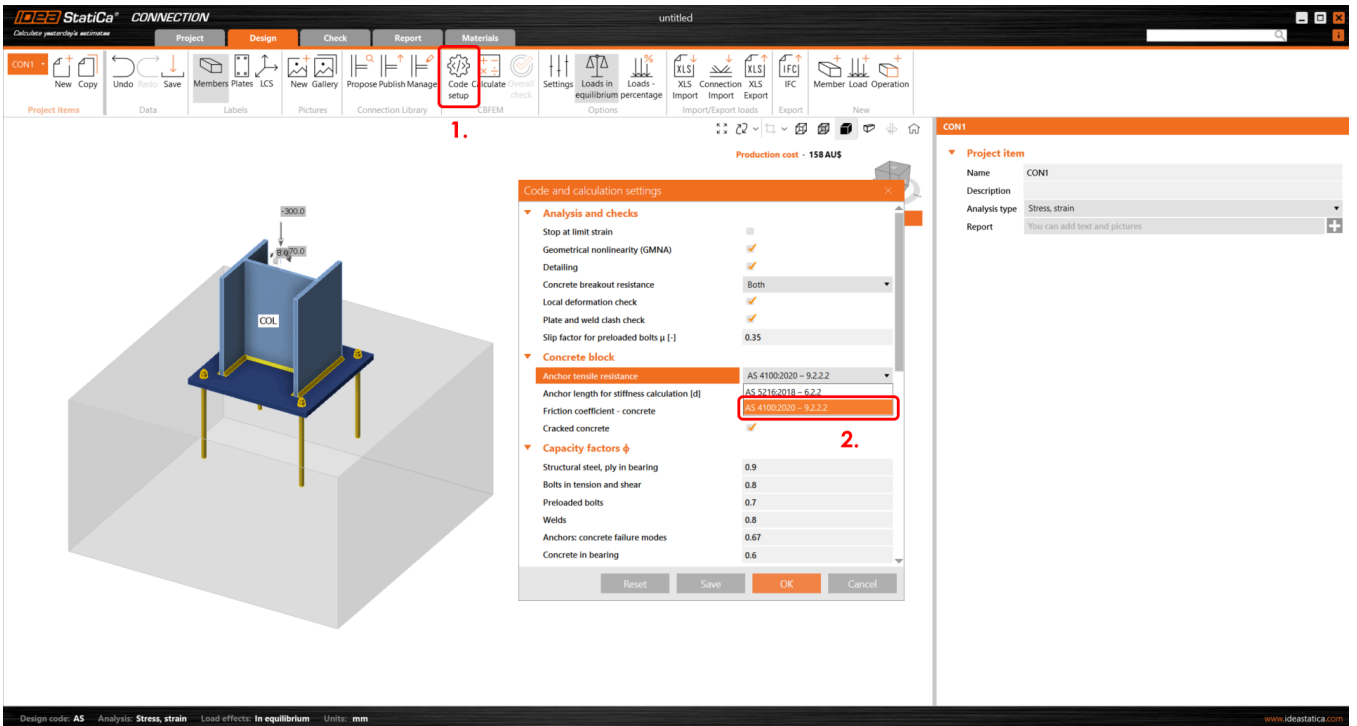 IDEA StatiCa® CONNECTION
untitled
Calculate yesterday's estimates
Project Design Check Report Materials
CON1
New Copy Undo Redo Save Members Plates LCS New Gallery Propose Publish Manage Code setup Calculate Overall check Settings Loads in equilibrium Loads - percentage XLS Import Connection Import XLS Export IFC Member Load Operation
Project items Data Labels Pictures Connection Library CBFEM Options Import/Export loads Export New
1.
Production cost - 158 AU$
CON1
Project item
Name CON1
Description
Analysis type Stress, strain
Report You can add text and pictures
Code and calculation settings
Analysis and checks
Stop at limit strain
Geometrical nonlinearity (GMNA)
Detailing
Concrete breakout resistance Both
Local deformation check
Plate and weld clash check
Slip factor for preloaded bolts μ [-] 0.35
Concrete block
Anchor tensile resistance AS 4100:2020 – 9.2.2.2
Anchor length for stiffness calculation [d] AS 5216:2018 – 6.2.2
Friction coefficient - concrete AS 4100:2020 – 9.2.2.2
Cracked concrete
2.
Capacity factors ϕ
Structural steel, ply in bearing 0.9
Bolts in tension and shear 0.8
Preloaded bolts 0.7
Welds 0.8
Anchors: concrete failure modes 0.67
Concrete in bearing 0.6
Reset Save OK Cancel
-300.0
8.0 70.0
COL
Design code: AS Analysis: Stress, strain Load effects: In equilibrium Units: mm
www.ideastatica.com